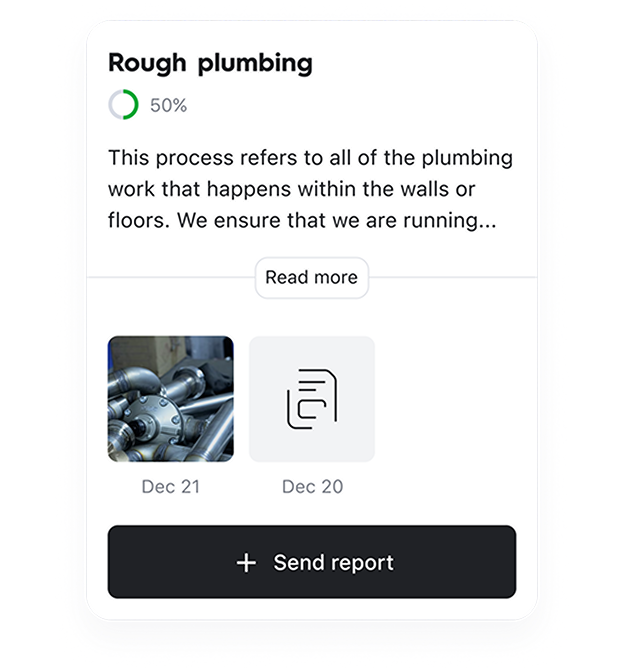 Rough plumbing
50%
This process refers to all of the plumbing
work that happens within the walls or
floors. We ensure that we are running...
Read more
Dec 21
Dec 20
+ Send report